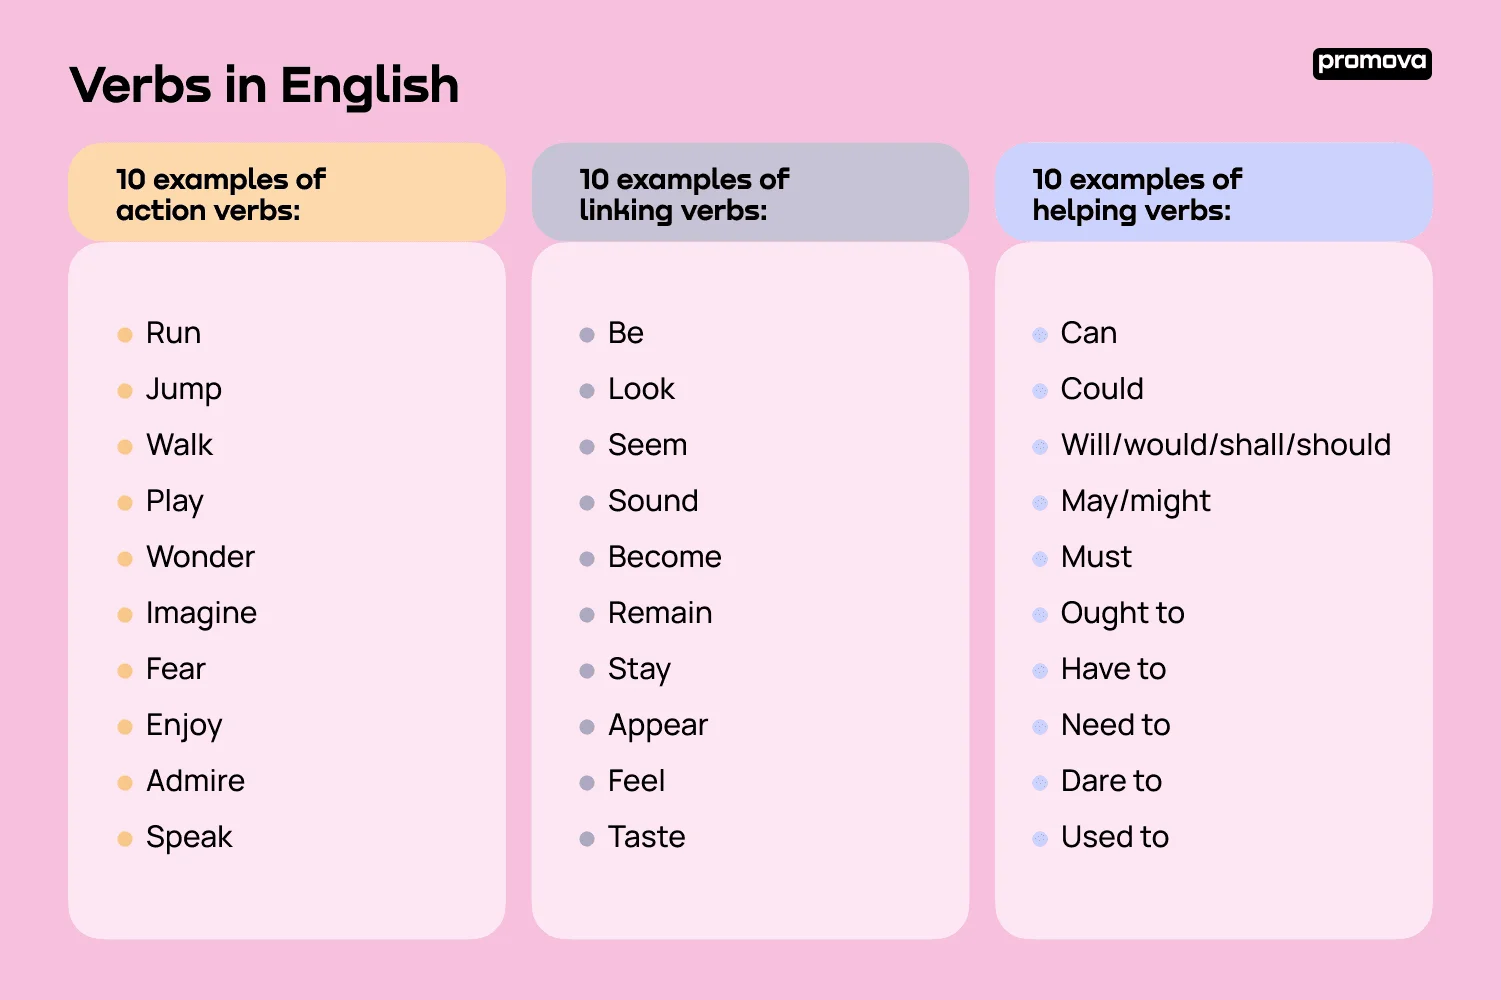 Verbs in English
promova
10 examples of
action verbs:
Run
Jump
Walk
Play
Wonder
Imagine
Fear
Enjoy
Admire
Speak
10 examples of
linking verbs:
Be
Look
Seem
Sound
Become
Remain
Stay
Appear
Feel
Taste
10 examples of
helping verbs:
Can
Could
Will/would/shall/should
May/might
Must
Ought to
Have to
Need to
Dare to
Used to